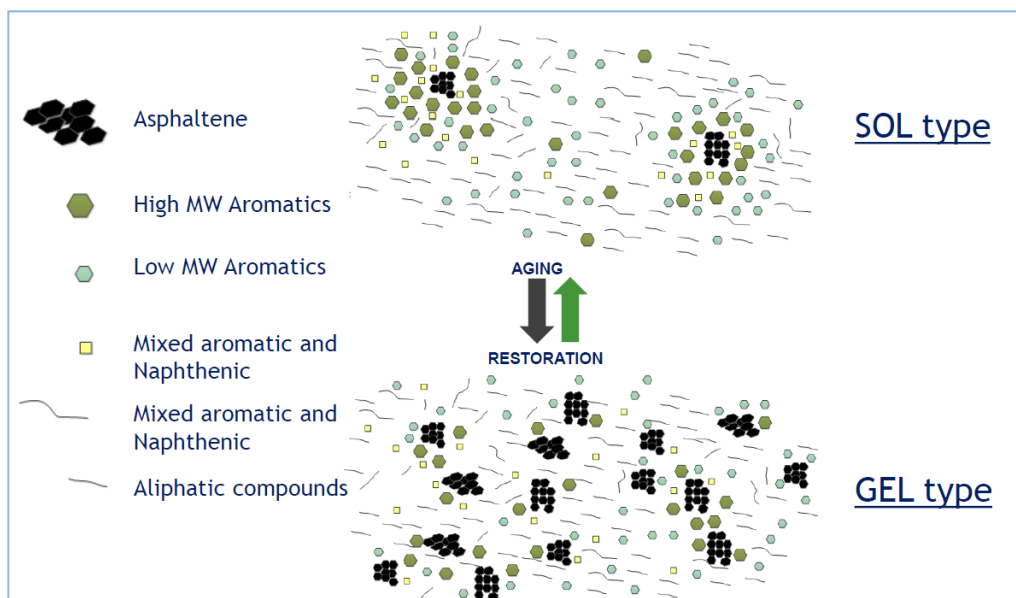 Asphaltene
High MW Aromatics
Low MW Aromatics
Mixed aromatic and
Naphthenic
Mixed aromatic and
Naphthenic
Aliphatic compounds
SOL type
AGING
RESTORATION
GEL type